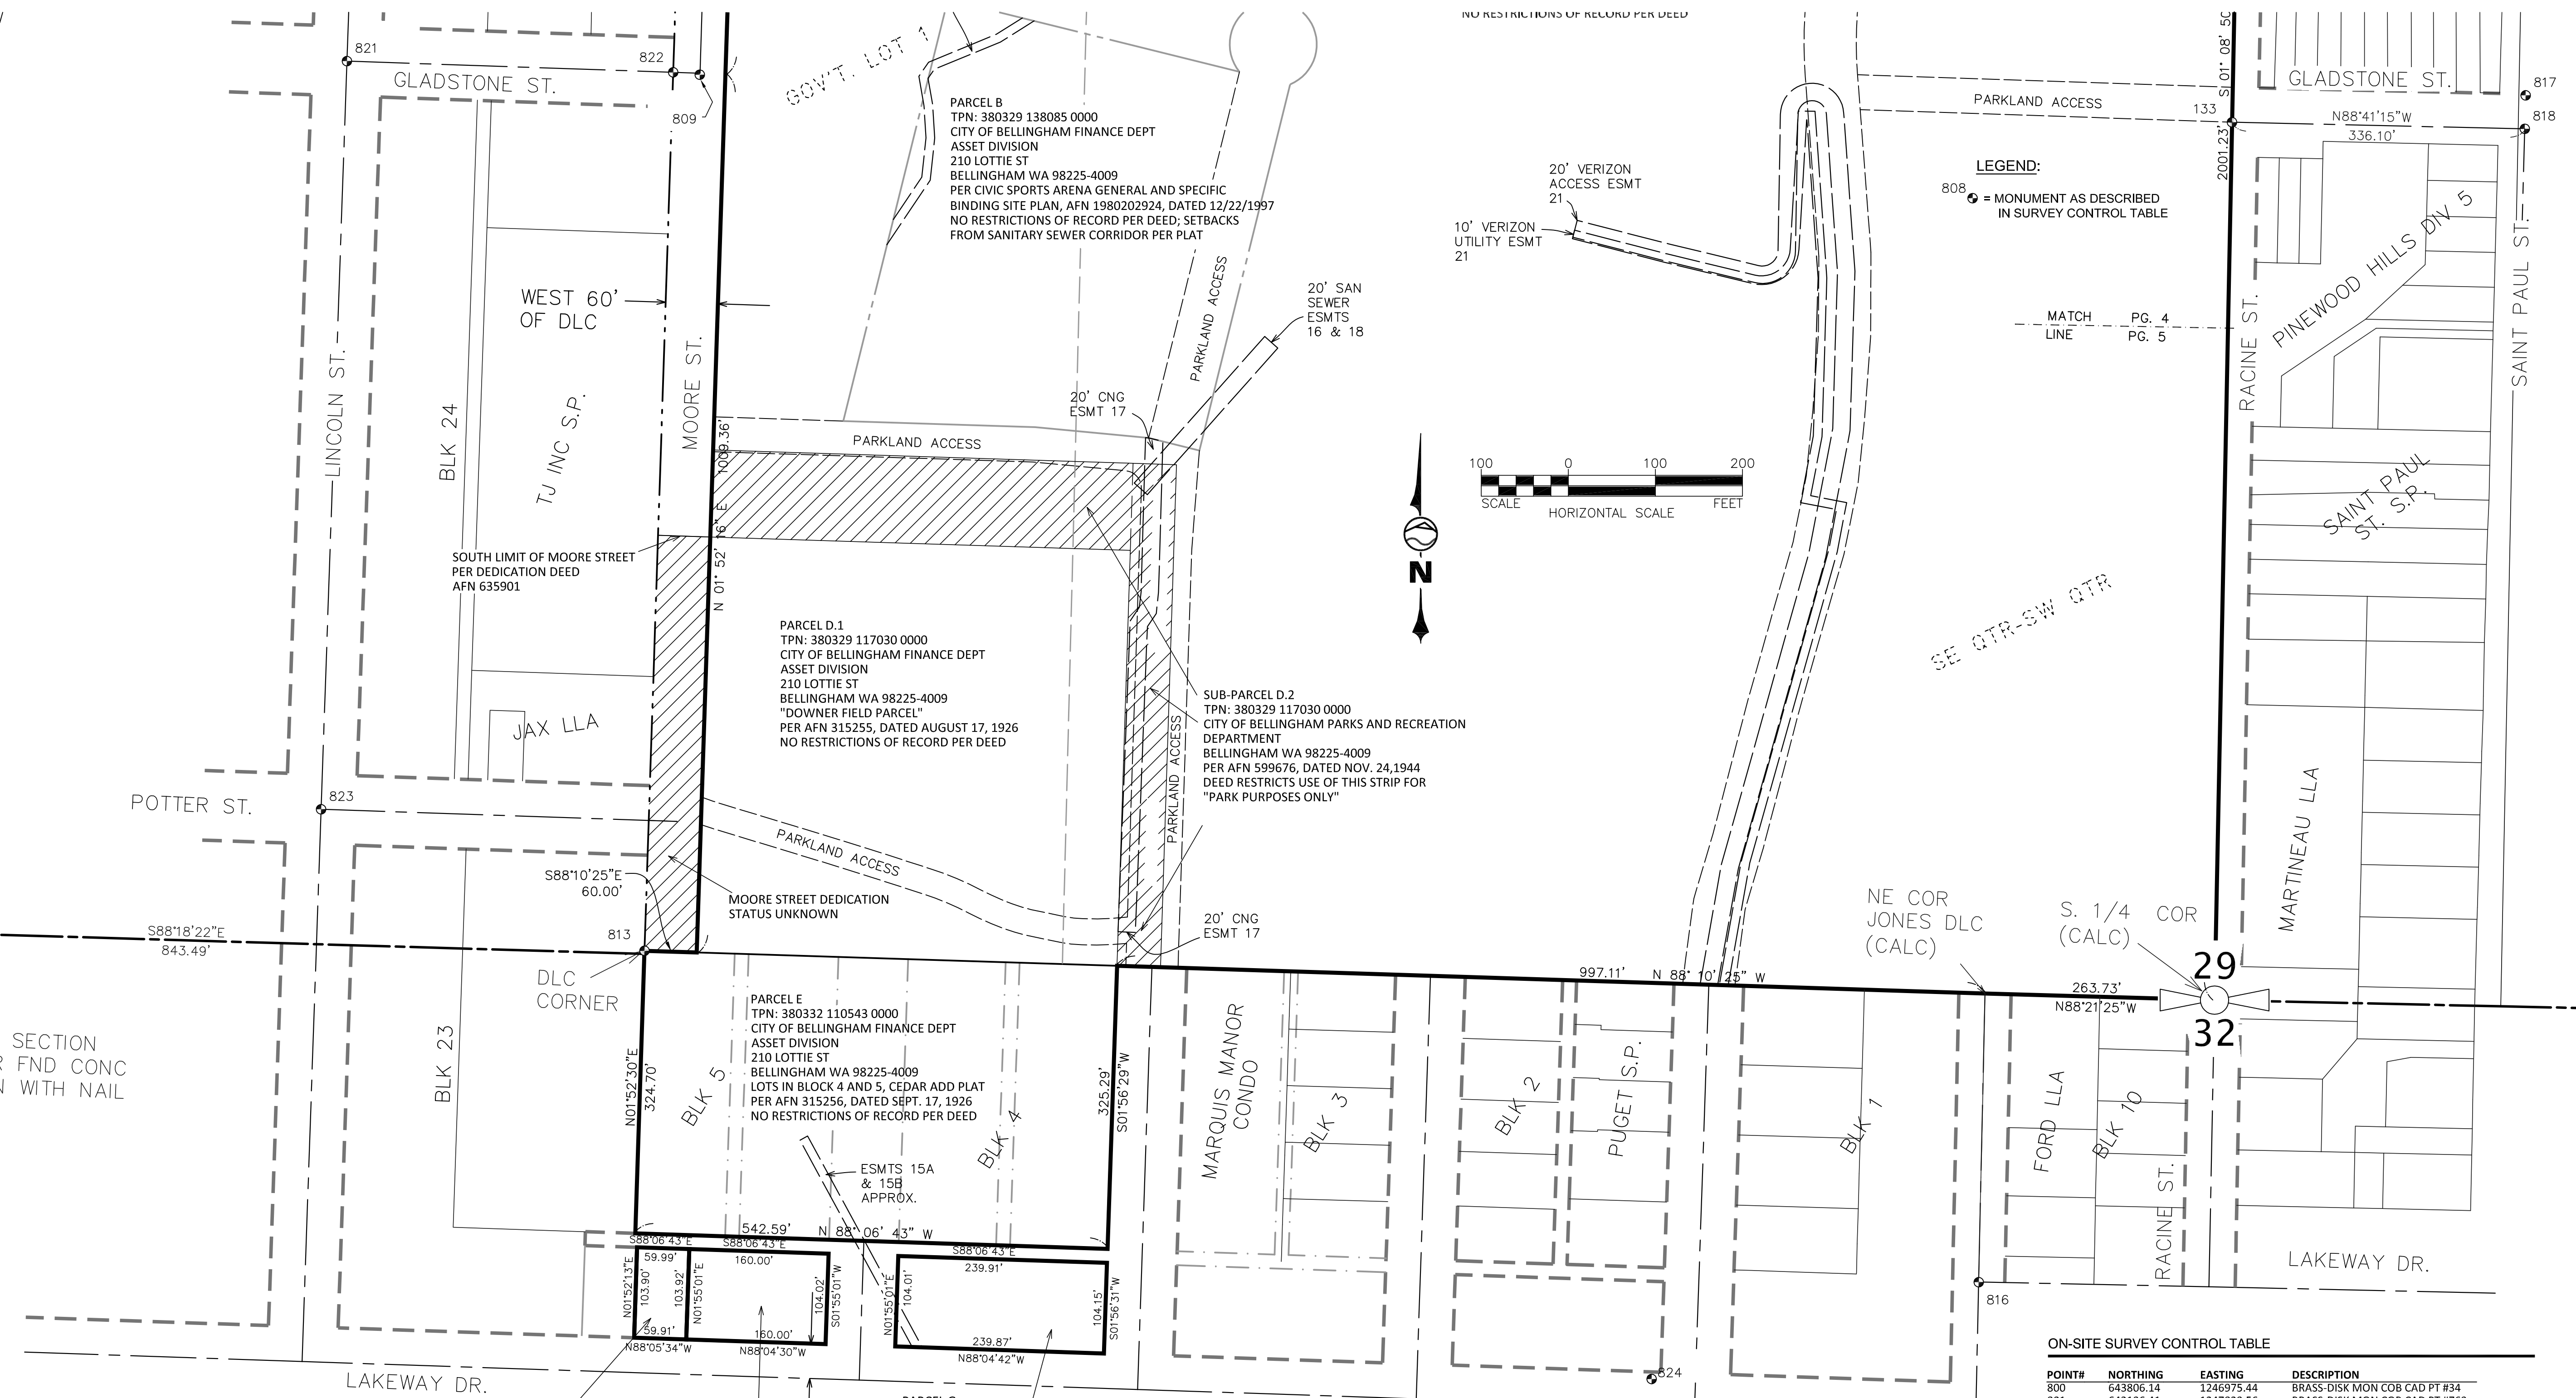 NO RESTRICTIONS OF RECORD PER DEED
821
822
GLADSTONE ST.
809
GOV'T. LOT 1
PARCEL B
TPN: 380329 138085 0000
CITY OF BELLINGHAM FINANCE DEPT
ASSET DIVISION
210 LOTTIE ST
BELLINGHAM WA 98225-4009
PER CIVIC SPORTS ARENA GENERAL AND SPECIFIC
BINDING SITE PLAN, AFN 1980202924, DATED 12/22/1997
NO RESTRICTIONS OF RECORD PER DEED; SETBACKS
FROM SANITARY SEWER CORRIDOR PER PLAT
PARKLAND ACCESS
20' VERIZON
ACCESS ESMT
21
10' VERIZON
UTILITY ESMT
21
PARKLAND ACCESS
133
S 01° 08' 50
2001.23'
GLADSTONE ST.
817
818
N88°41'15"W
336.10'
LEGEND:
808
= MONUMENT AS DESCRIBED
IN SURVEY CONTROL TABLE
MATCH PG. 4
LINE PG. 5
RACINE ST.
PINEWOOD HILLS DIV 5
SAINT PAUL ST.
WEST 60'
OF DLC
LINCOLN ST.
BLK 24
TJ INC S.P.
MOORE ST.
20' SAN
SEWER
ESMTS
16 & 18
20' CNG
ESMT 17
PARKLAND ACCESS
1009.36'
N 01° 52' 16" E
100 0 100 200
SCALE FEET
HORIZONTAL SCALE
N
SAINT PAUL
ST. S.P.
SOUTH LIMIT OF MOORE STREET
PER DEDICATION DEED
AFN 635901
SE QTR-SW QTR
PARCEL D.1
TPN: 380329 117030 0000
CITY OF BELLINGHAM FINANCE DEPT
ASSET DIVISION
210 LOTTIE ST
BELLINGHAM WA 98225-4009
"DOWNER FIELD PARCEL"
PER AFN 315255, DATED AUGUST 17, 1926
NO RESTRICTIONS OF RECORD PER DEED
SUB-PARCEL D.2
TPN: 380329 117030 0000
CITY OF BELLINGHAM PARKS AND RECREATION
DEPARTMENT
BELLINGHAM WA 98225-4009
PER AFN 599676, DATED NOV. 24,1944
DEED RESTRICTS USE OF THIS STRIP FOR
"PARK PURPOSES ONLY"
PARKLAND ACCESS
JAX LLA
POTTER ST.
823
PARKLAND ACCESS
MARTINEAU LLA
S88°10'25"E
60.00'
MOORE STREET DEDICATION
STATUS UNKNOWN
20' CNG
ESMT 17
NE COR
JONES DLC
(CALC)
S. 1/4 COR
(CALC)
S88°18'22"E
843.49'
813
DLC
CORNER
997.11' N 88° 10' 25" W
263.73'
N88°21'25"W
29
32
SECTION
R FND CONC
N WITH NAIL
BLK 23
N01°52'30"E
324.70'
BLK 5
PARCEL E
TPN: 380332 110543 0000
CITY OF BELLINGHAM FINANCE DEPT
ASSET DIVISION
210 LOTTIE ST
BELLINGHAM WA 98225-4009
LOTS IN BLOCK 4 AND 5, CEDAR ADD PLAT
PER AFN 315256, DATED SEPT. 17, 1926
NO RESTRICTIONS OF RECORD PER DEED
BLK 4
325.29'
S01°56'29"W
MARQUIS MANOR
CONDO
BLK 3
BLK 2
PUGET S.P.
BLK 1
FORD LLA
BLK 10
RACINE ST.
ESMTS 15A
& 15B
APPROX.
542.59' N 88° 06' 43" W
S88°06'43"E
S88°06'43"E
S88°06'43"E
59.99'
160.00'
239.91'
N01°52'13"E
103.90'
103.92'
N01°55'01"E
104.02'
S01°55'01"W
N01°55'01"E
104.01'
104.15'
S01°56'31"W
59.91'
160.00'
239.87'
N88°05'34"W
N88°04'30"W
N88°04'42"W
LAKEWAY DR.
816
LAKEWAY DR.
824
ON-SITE SURVEY CONTROL TABLE
POINT# NORTHING EASTING DESCRIPTION
800 643806.14 1246975.44 BRASS-DISK MON COB CAD PT #34